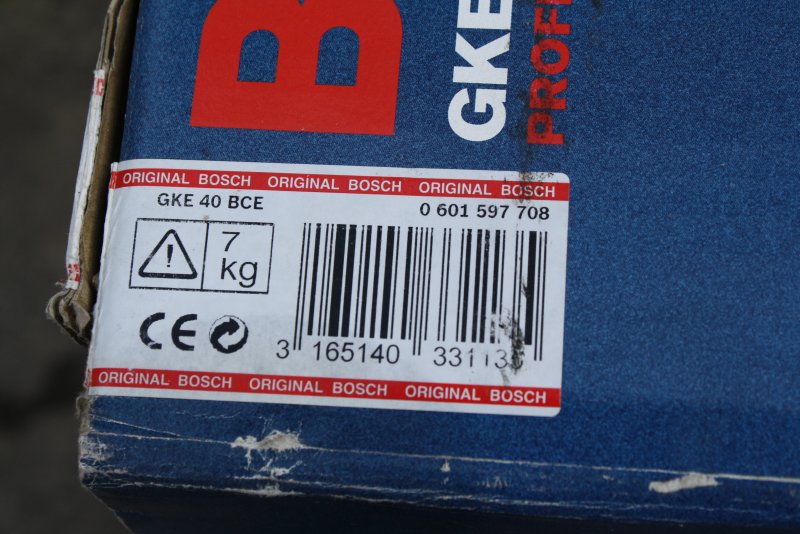 B
GKE
PROF
ORIGINAL BOSCH ORIGINAL BOSCH ORIGINAL BOSCH
GKE 40 BCE
0 601 597 708
7
kg
CE
3 165140 331135
ORIGINAL BOSCH ORIGINAL BOSCH ORIGINAL BOSCH